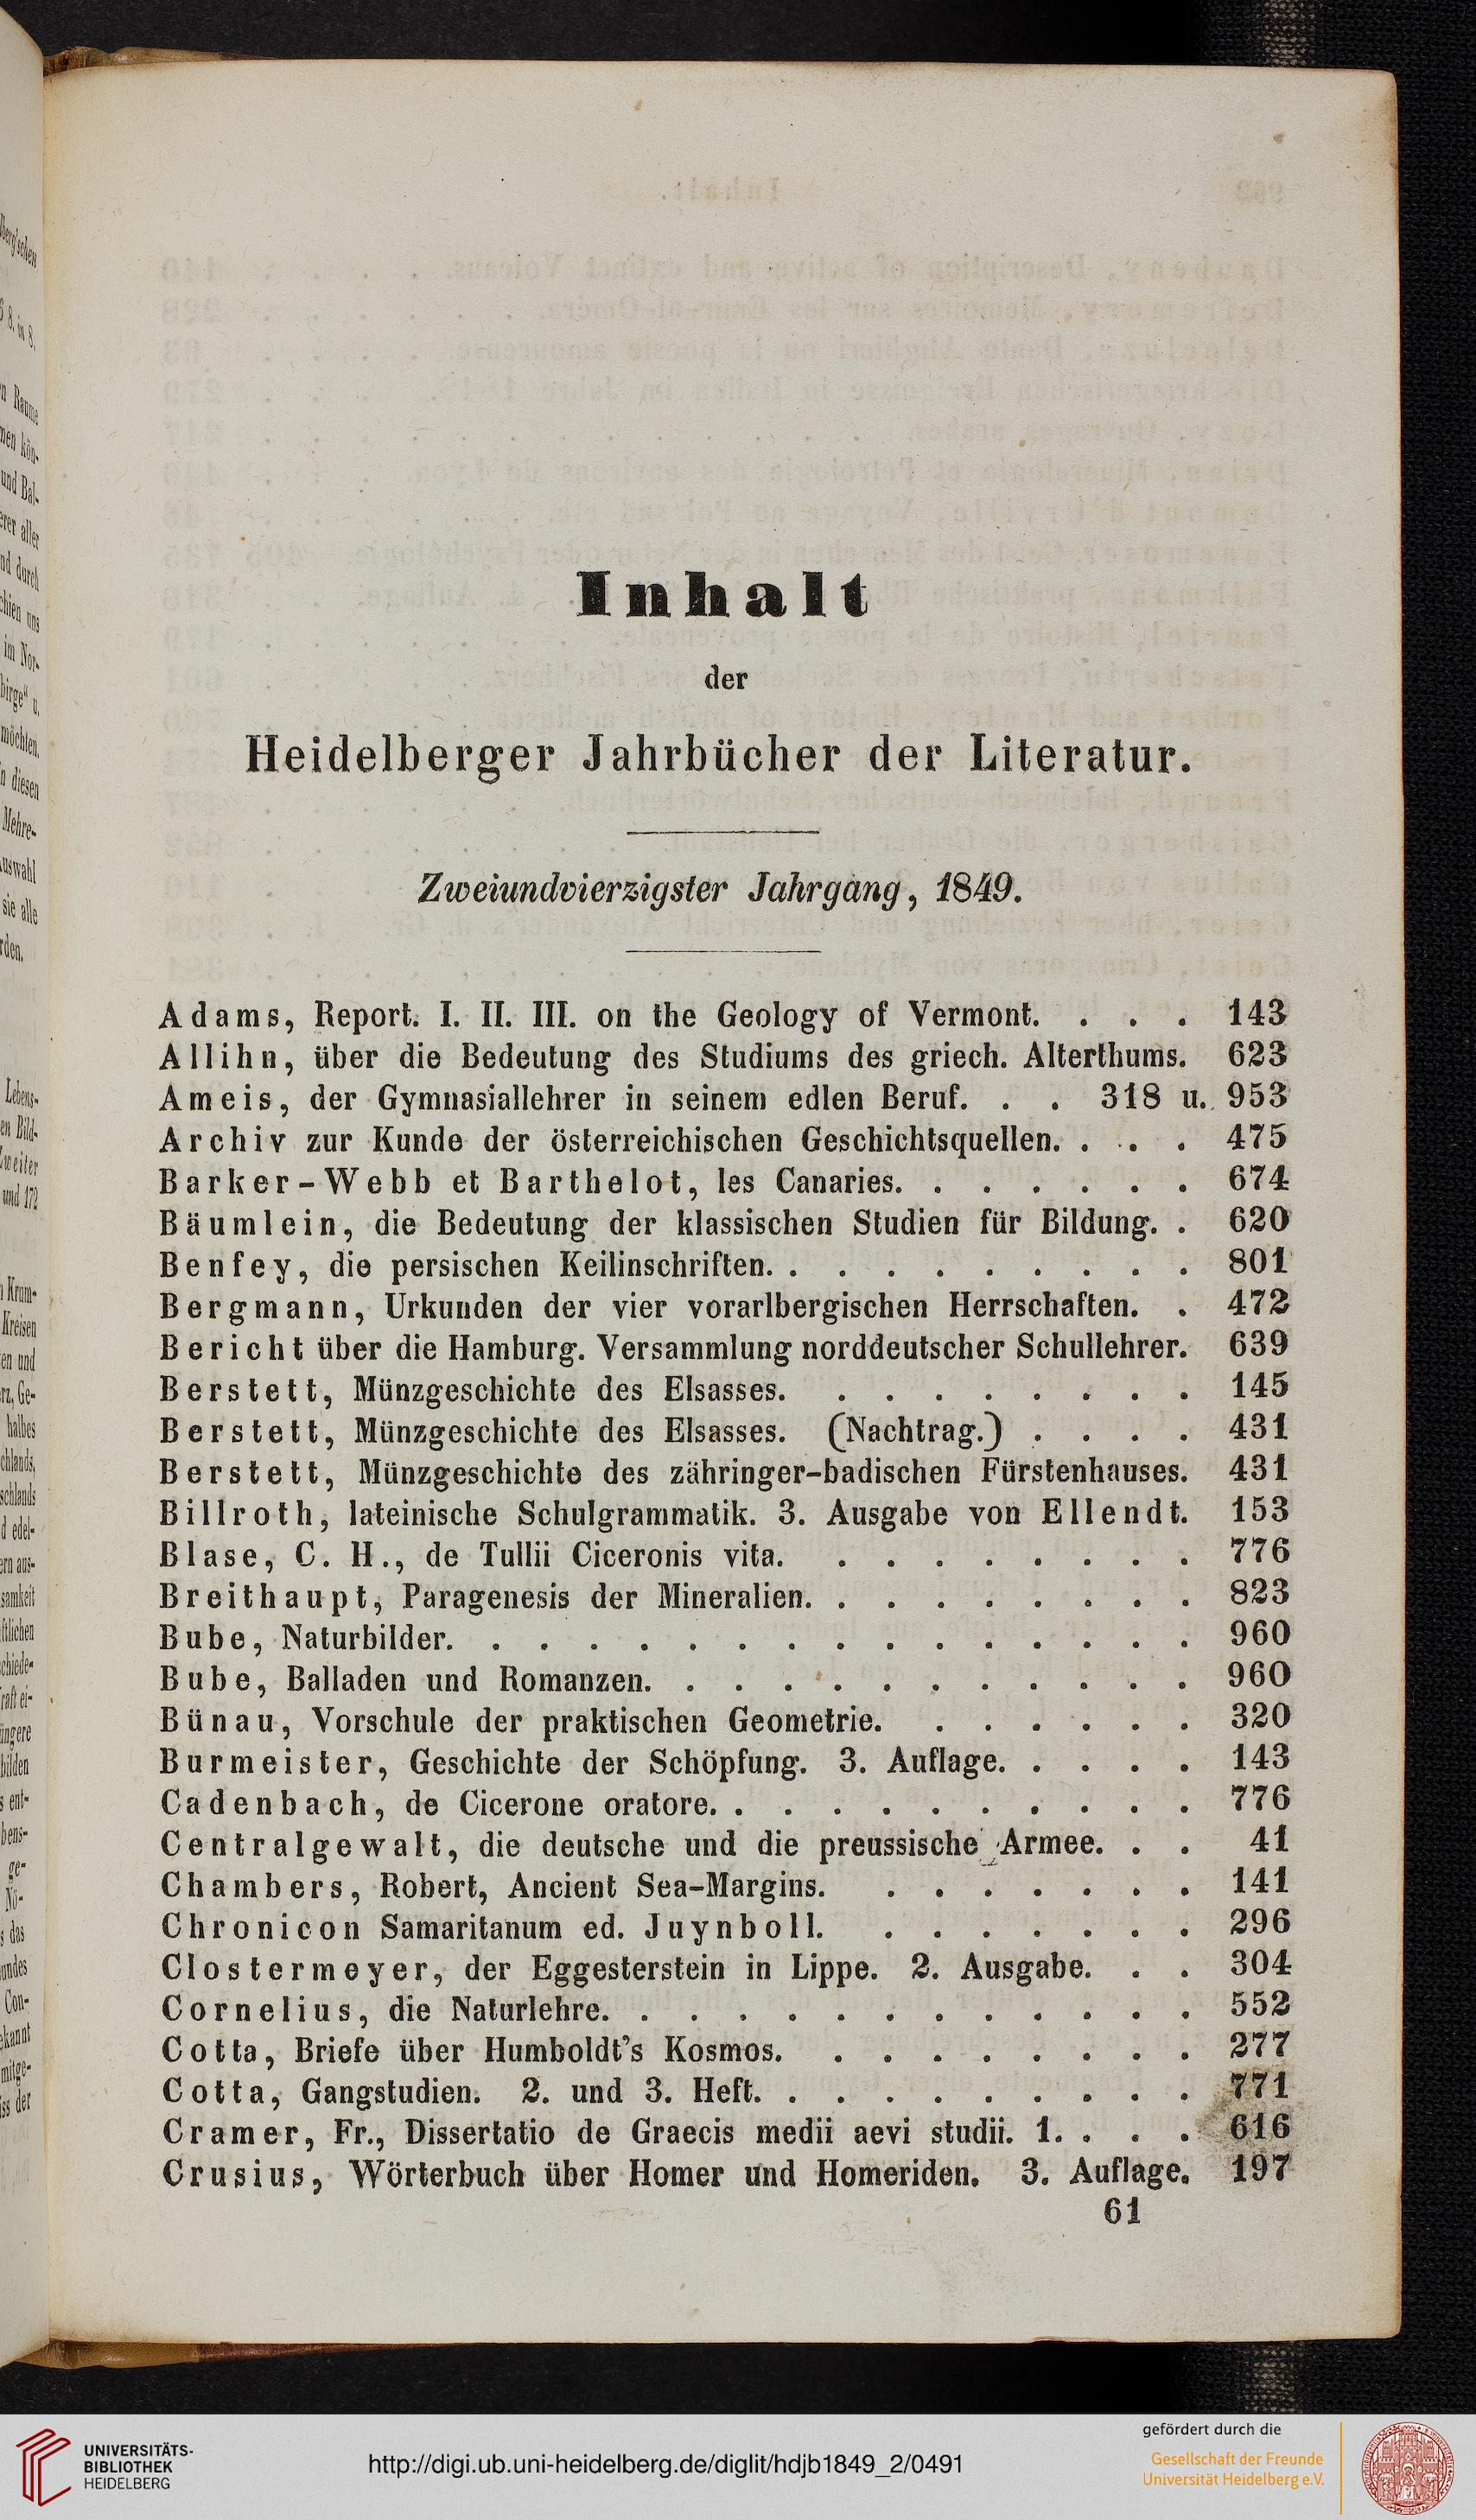 Inhalt
der
Heidelberger Jahrbücher der Literatur.
Zweiundvierzigster Jahrgang, 1849.
Adams, Report. I. II. III. on the Geology of Vermont. . . . 143
Allihn, über die Bedeutung des Studiums des griech. Alterthums. 623
Ameis, der Gymnasiallehrer in seinem edlen Beruf. . . 318 u. 953
Archiv zur Kunde der österreichischen Geschichtsquellen. . . . 475
Barker-Webb et Barthelot, les Canaries. . . . . . . 674
Bäumlein, die Bedeutung der klassischen Studien für Bildung. . 620
Benfey, die persischen Keilinschriften. . . . . . . . . . 801
Bergmann, Urkunden der vier vorarlbergischen Herrschaften. . 472
Bericht über die Hamburg. Versammlung norddeutscher Schullehrer. 639
Berstett, Münzgeschichte des Elsasses. . . . . . . . . 145
Berstett, Münzgeschichte des Elsasses. (Nachtrag.) . . . . 431
Berstett, Münzgeschichte des zähringer-badischen Fürstenhauses. 431
Billroth, lateinische Schulgrammatik. 3. Ausgabe von Ellendt. 153
Blase, C. H., de Tullii Ciceronis vita. . . . . . . . . 776
Breithaupt, Paragenesis der Mineralien. . . . . . . . . 823
Bube, Naturbilder. . . . . . . . . . . . . . . . 960
Bube, Balladen und Romanzen. . . . . . . . . . . . 960
Bünau, Vorschule der praktischen Geometrie. . . . . . . 320
Burmeister, Geschichte der Schöpfung. 3. Auflage. . . . . 143
Cadenbach, de Cicerone oratore. . . . . . . . . . . 776
Centralgewalt, die deutsche und die preussische Armee. . . 41
Chambers, Robert, Ancient Sea-Margins. . . . . . . . 141
Chronicon Samaritanum ed. Juynboll. . . . . . . . 296
Clostermeyer, der Eggesterstein in Lippe. 2. Ausgabe. . . 304
Cornelius, die Naturlehre. . . . . . . . . . . . . 552
Cotta, Briefe über Humboldt's Kosmos. . . . . . . . . 277
Cotta, Gangstudien. 2. und 3. Heft. . . . . . . . . . 771
Cramer, Fr., Dissertatio de Graecis medii aevi studii. 1. . . . 616
Crusius, Wörterbuch über Homer und Homeriden. 3. Auflage. 197
61
UNIVERSITÄTS-
BIBLIOTHEK
HEIDELBERG
http://digi.ub.uni-heidelberg.de/diglit/hdjb1849_2/0491
gefördert durch die
Gesellschaft der Freunde
Universität Heidelberg e.V.